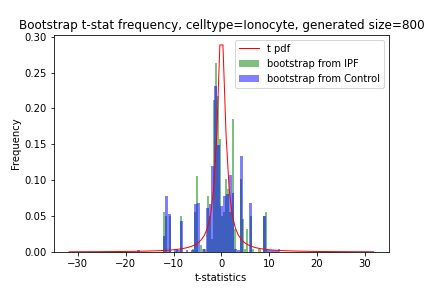 Bootstrap t-stat frequency, celltype=Ionocyte, generated size=800
t pdf
bootstrap from IPF
bootstrap from Control
Frequency
0.30
0.25
0.20
0.15
0.10
0.05
0.00
−30 −20 −10 0 10 20 30
t-statistics